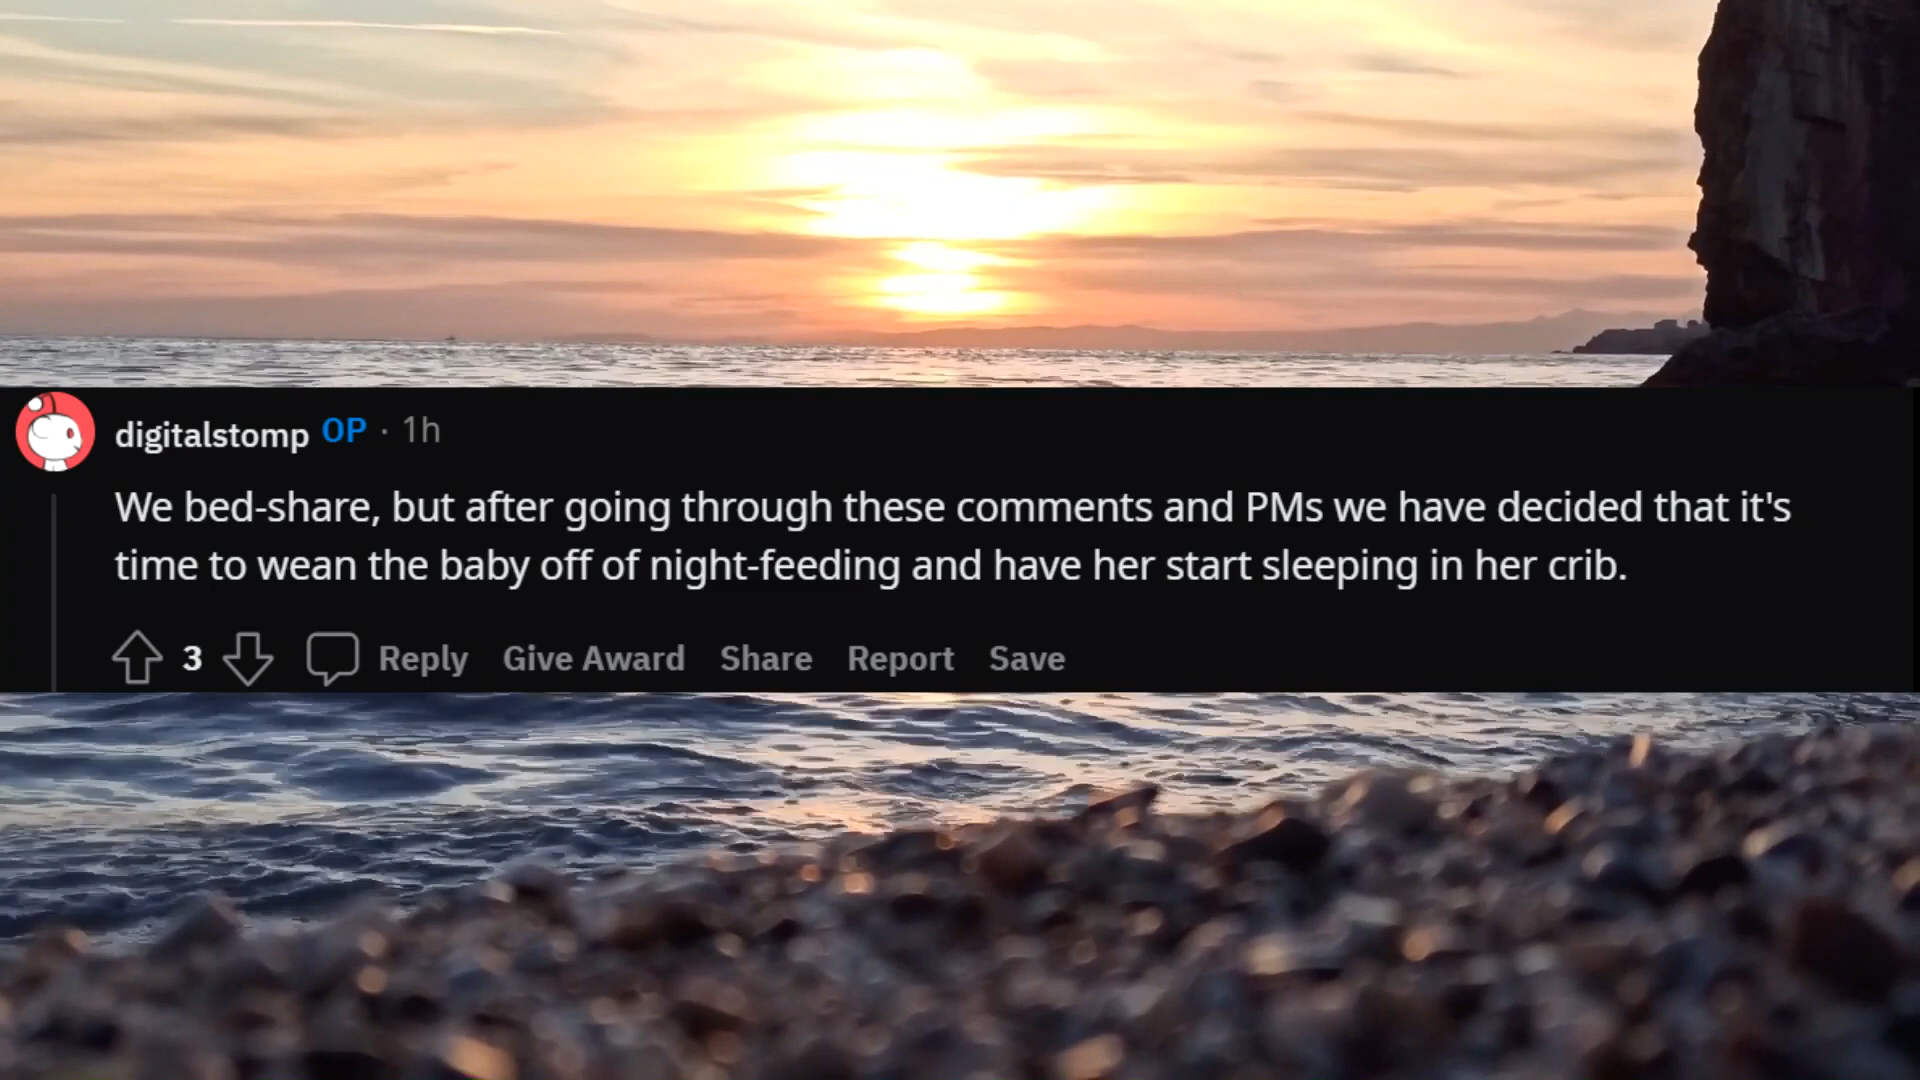 digitalstomp OP · 1h
We bed-share, but after going through these comments and PMs we have decided that it's
time to wean the baby off of night-feeding and have her start sleeping in her crib.
3 Reply Give Award Share Report Save